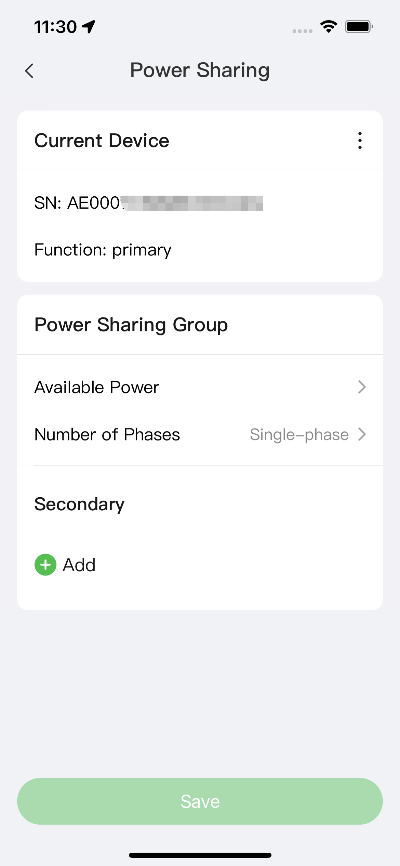 11:30
Power Sharing
Current Device
SN: AE000
Function: primary
Power Sharing Group
Available Power
Number of Phases Single-phase
Secondary
Add
Save